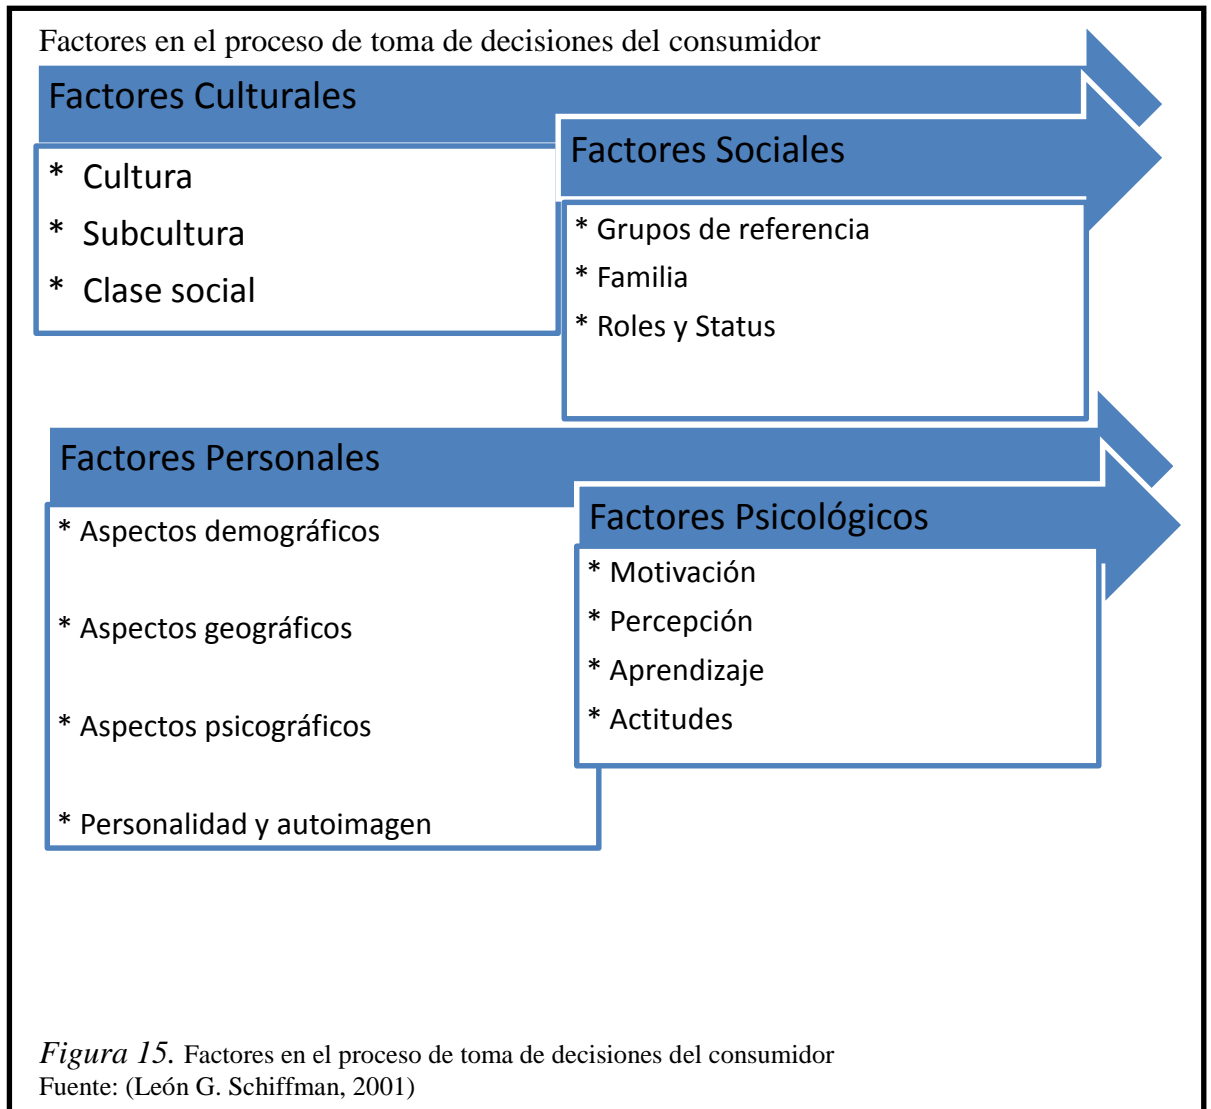 Factores en el proceso de toma de decisiones del consumidor
Factores Culturales
* Cultura
* Subcultura
* Clase social
Factores Sociales
* Grupos de referencia
* Familia
* Roles y Status
Factores Personales
* Aspectos demográficos
* Aspectos geográficos
* Aspectos psicográficos
* Personalidad y autoimagen
Factores Psicológicos
* Motivación
* Percepción
* Aprendizaje
* Actitudes
Figura 15. Factores en el proceso de toma de decisiones del consumidor
Fuente: (León G. Schiffman, 2001)